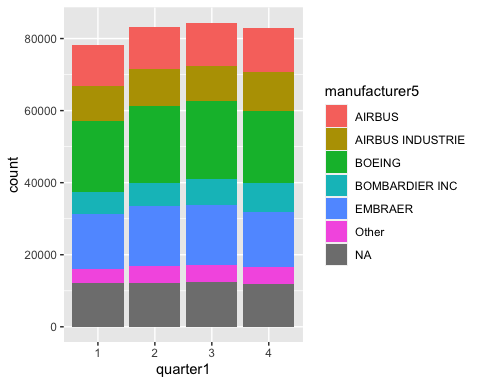 80000
60000
40000
20000
0
count
1 2 3 4
quarter1
manufacturer5
AIRBUS
AIRBUS INDUSTRIE
BOEING
BOMBARDIER INC
EMBRAER
Other
NA